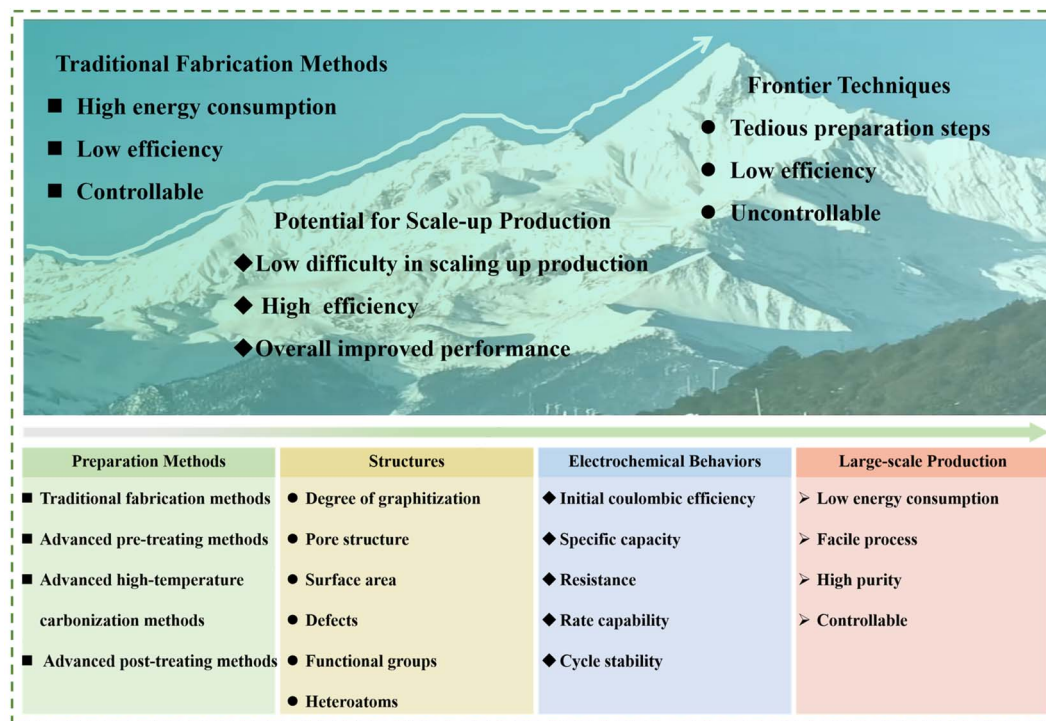 Traditional Fabrication Methods
■ High energy consumption
■ Low efficiency
■ Controllable
Frontier Techniques
● Tedious preparation steps
● Low efficiency
● Uncontrollable
Potential for Scale-up Production
◆Low difficulty in scaling up production
◆ High efficiency
◆Overall improved performance
Preparation Methods
■ Traditional fabrication methods
■ Advanced pre-treating methods
■ Advanced high-temperature
carbonization methods
■ Advanced post-treating methods
Structures
● Degree of graphitization
● Pore structure
● Surface area
● Defects
● Functional groups
● Heteroatoms
Electrochemical Behaviors
◆ Initial coulombic efficiency
◆ Specific capacity
◆ Resistance
◆ Rate capability
◆ Cycle stability
Large-scale Production
➢ Low energy consumption
➢ Facile process
➢ High purity
➢ Controllable